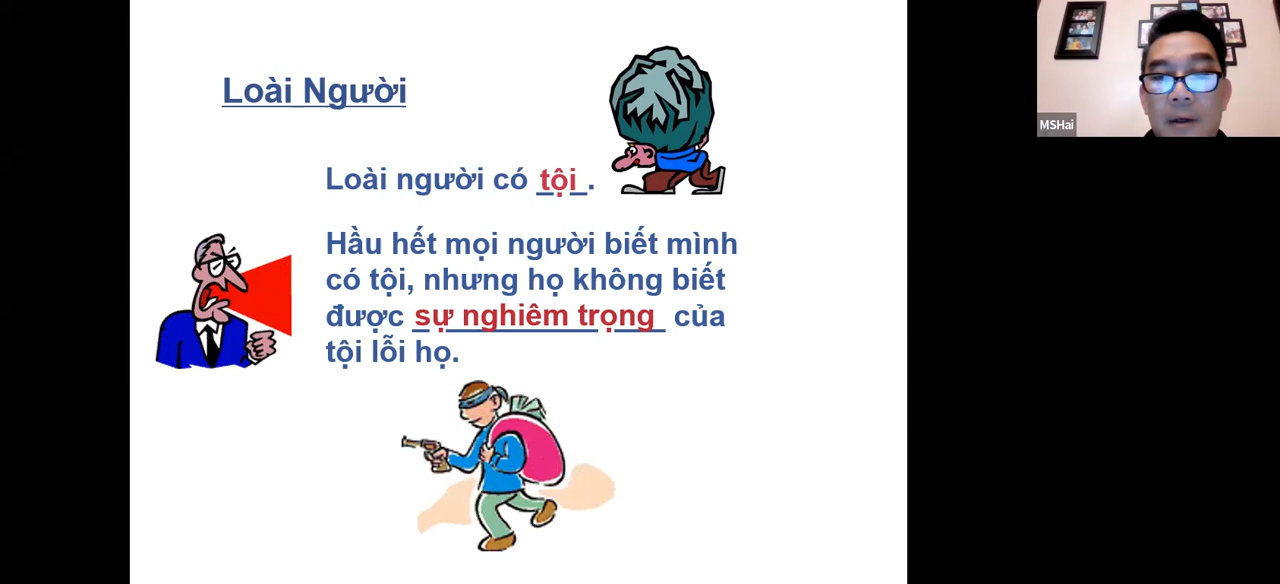 Loài Người
Loài người có tội.
Hầu hết mọi người biết mình
có tội, nhưng họ không biết
được sự nghiêm trọng của
tội lỗi họ.
MSHai